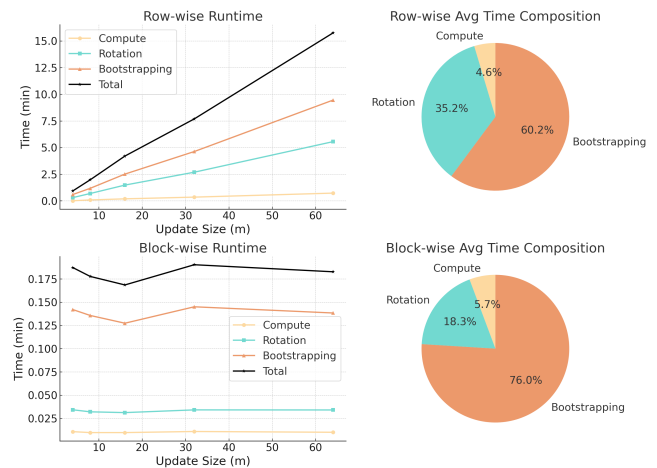 Row-wise Runtime
Time (min)
15.0
12.5
10.0
7.5
5.0
2.5
0.0
Compute
Rotation
Bootstrapping
Total
10 20 30 40 50 60
Update Size (m)
Row-wise Avg Time Composition
Compute
4.6%
Rotation
35.2%
60.2%
Bootstrapping
Block-wise Runtime
Time (min)
0.175
0.150
0.125
0.100
0.075
0.050
0.025
Compute
Rotation
Bootstrapping
Total
10 20 30 40 50 60
Update Size (m)
Block-wise Avg Time Composition
Compute
5.7%
Rotation
18.3%
76.0%
Bootstrapping